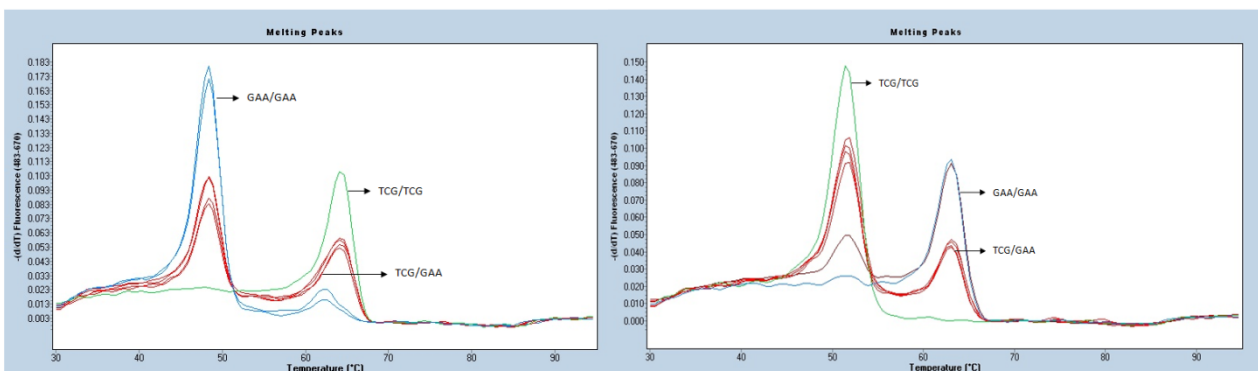 Melting Peaks
-(d/dT) Fluorescence (483-670)
0.183
0.173
0.163
0.153
0.143
0.133
0.123
0.113
0.103
0.093
0.083
0.073
0.063
0.053
0.043
0.033
0.023
0.013
0.003
GAA/GAA
TCG/TCG
TCG/GAA
30 40 50 60 70 80 90
Temperature (°C)
Melting Peaks
-(d/dT) Fluorescence (483-670)
0.150
0.140
0.130
0.120
0.110
0.100
0.090
0.080
0.070
0.060
0.050
0.040
0.030
0.020
0.010
0.000
TCG/TCG
GAA/GAA
TCG/GAA
30 40 50 60 70 80 90
Temperature (°C)